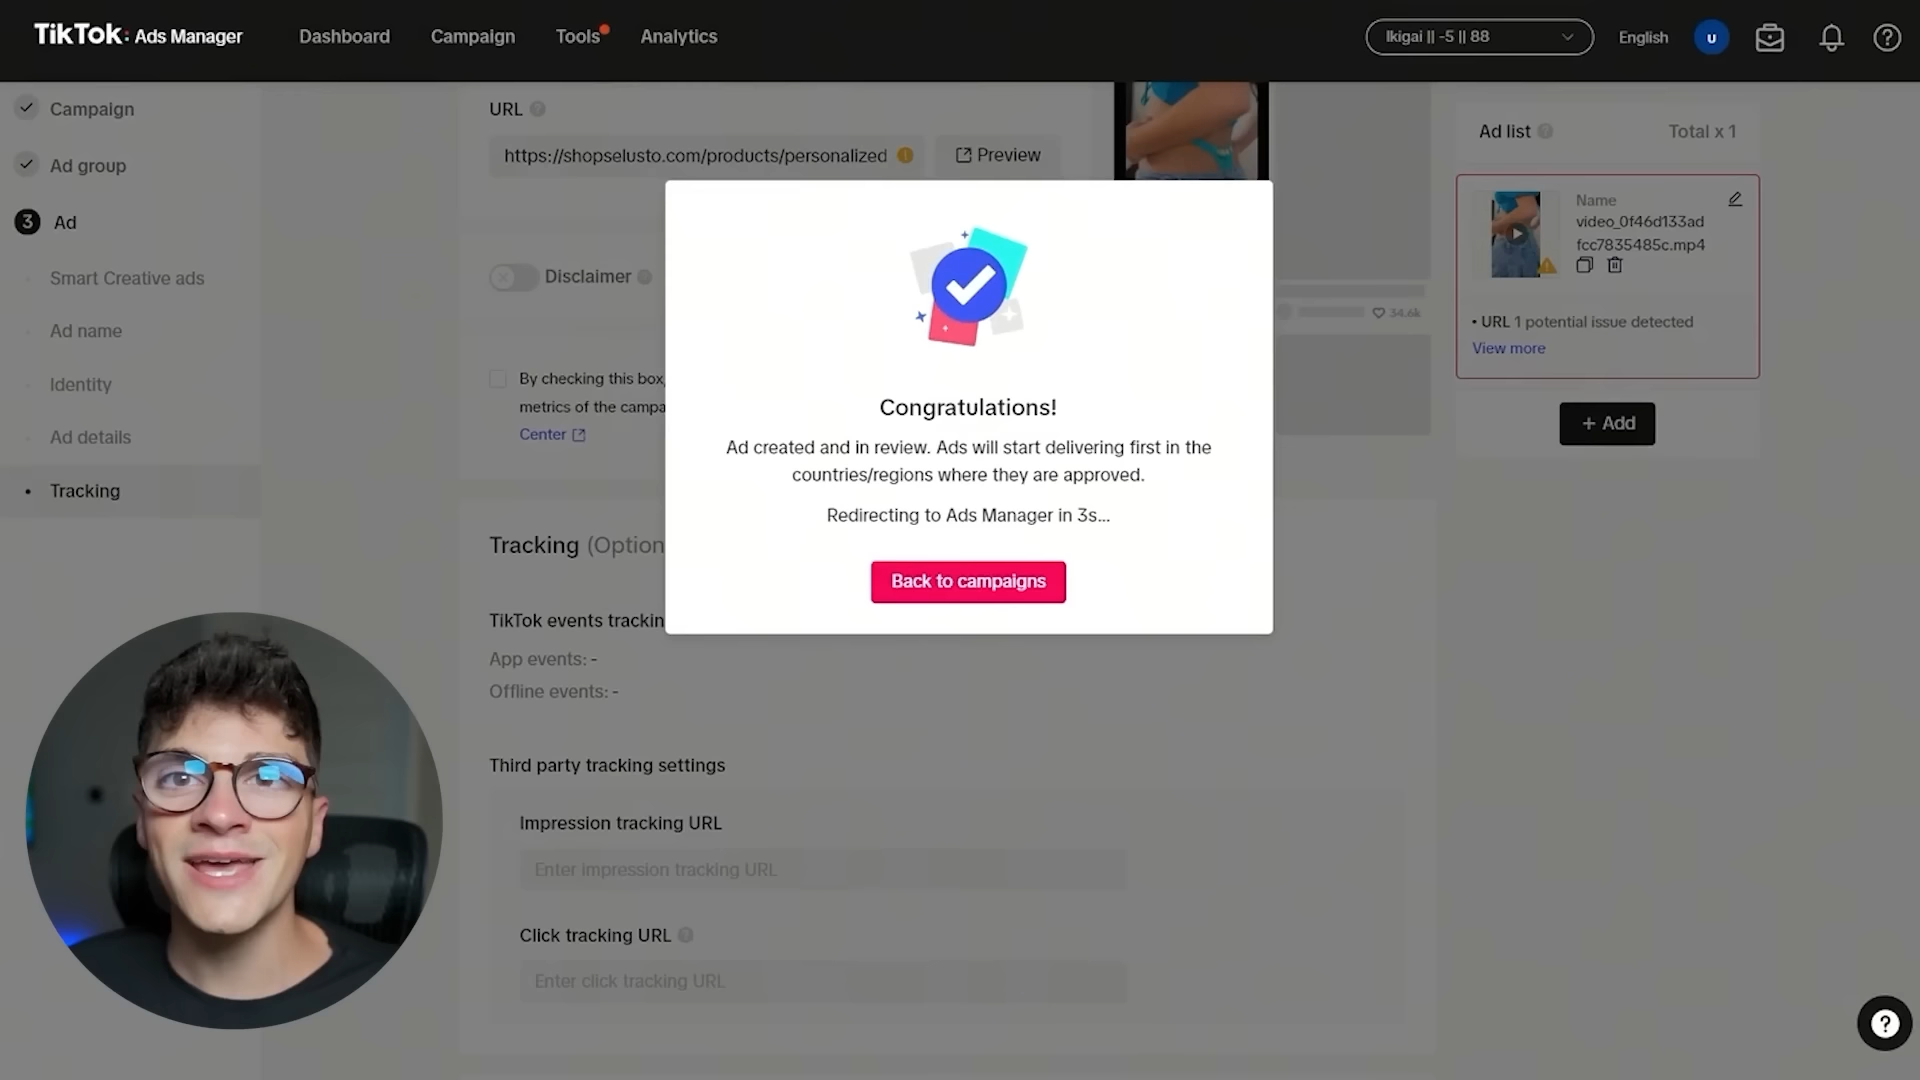 TikTok: Ads Manager
Dashboard
Campaign
Tools
Analytics
Ikigai || -5 || 88
English
u
Campaign
Ad group
3 Ad
Smart Creative ads
Ad name
Identity
Ad details
Tracking
URL
https://shopselusto.com/products/personalized
Preview
Disclaimer
By checking this box,
metrics of the campa
Center
Tracking (Option
TikTok events trackin
App events: -
Offline events: -
Third party tracking settings
Impression tracking URL
Enter impression tracking URL
Click tracking URL
Enter click tracking URL
Congratulations!
Ad created and in review. Ads will start delivering first in the
countries/regions where they are approved.
Redirecting to Ads Manager in 3s...
Back to campaigns
34.6k
Ad list
Total x 1
Name
video_0f46d133ad
fcc7835485c.mp4
• URL 1 potential issue detected
View more
+ Add